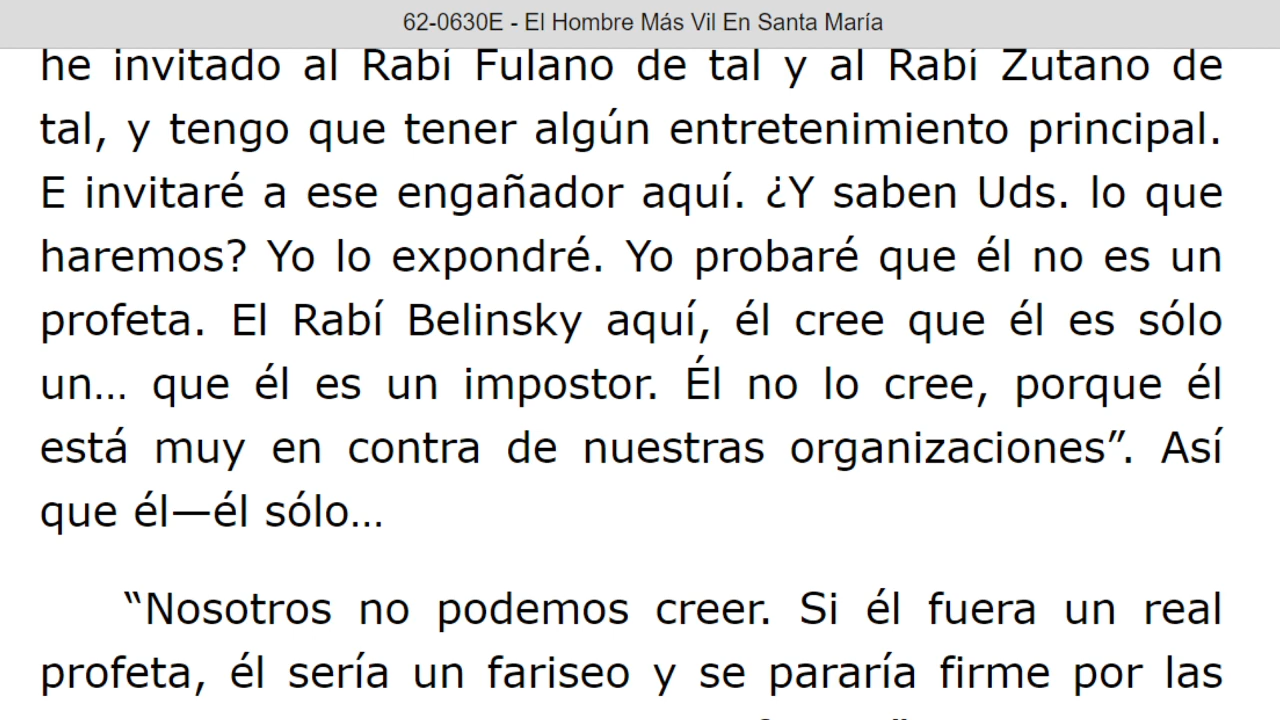 62-0630E - El Hombre Más Vil En Santa María
he invitado al Rabí Fulano de tal y al Rabí Zutano de
tal, y tengo que tener algún entretenimiento principal.
E invitaré a ese engañador aquí. ¿Y saben Uds. lo que
haremos? Yo lo expondré. Yo probaré que él no es un
profeta. El Rabí Belinsky aquí, él cree que él es sólo
un… que él es un impostor. Él no lo cree, porque él
está muy en contra de nuestras organizaciones”. Así
que él—él sólo…
“Nosotros no podemos creer. Si él fuera un real
profeta, él sería un fariseo y se pararía firme por las